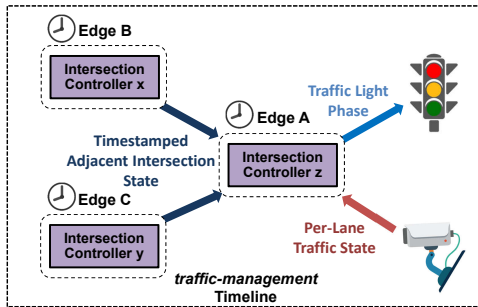 Edge B
Intersection
Controller x
Edge A
Traffic Light
Phase
Timestamped
Adjacent Intersection
State
Intersection
Controller z
Edge C
Intersection
Controller y
Per-Lane
Traffic State
traffic-management
Timeline